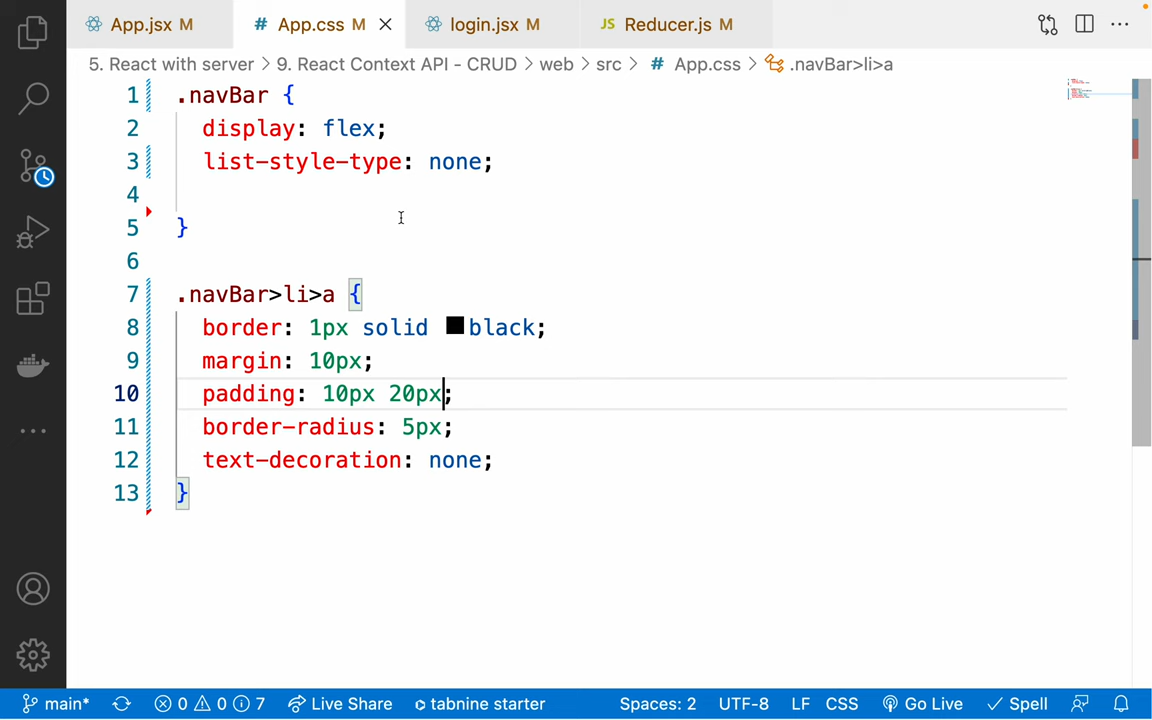 App.jsx M
# App.css M
login.jsx M
JS Reducer.js M
5. React with server > 9. React Context API - CRUD > web > src > # App.css > .navBar>li>a
1 .navBar {
2 display: flex;
3 list-style-type: none;
4
5 }
6
7 .navBar>li>a {
8 border: 1px solid black;
9 margin: 10px;
10 padding: 10px 20px;
11 border-radius: 5px;
12 text-decoration: none;
13 }
main* 0 0 7 Live Share tabnine starter Spaces: 2 UTF-8 LF CSS Go Live Spell